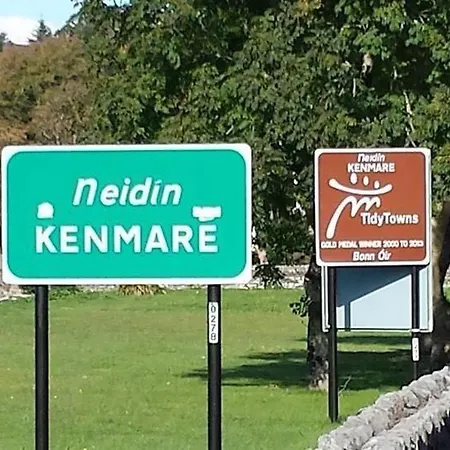 Neidín
KENMARE
0278
Neidín
KENMARE
TidyTowns
GOLD MEDAL WINNER 2000 TO 2013
Bonn Óir